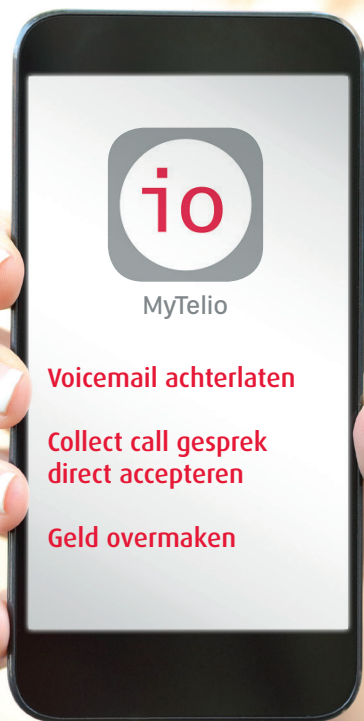 io
MyTelio
Voicemail achterlaten
Collect call gesprek
direct accepteren
Geld overmaken